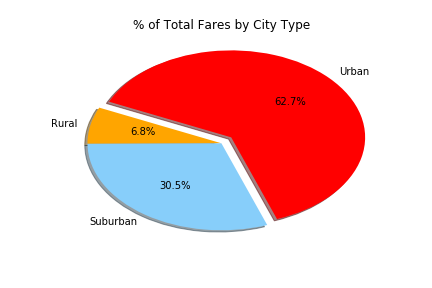 % of Total Fares by City Type
Urban
62.7%
Rural
6.8%
30.5%
Suburban